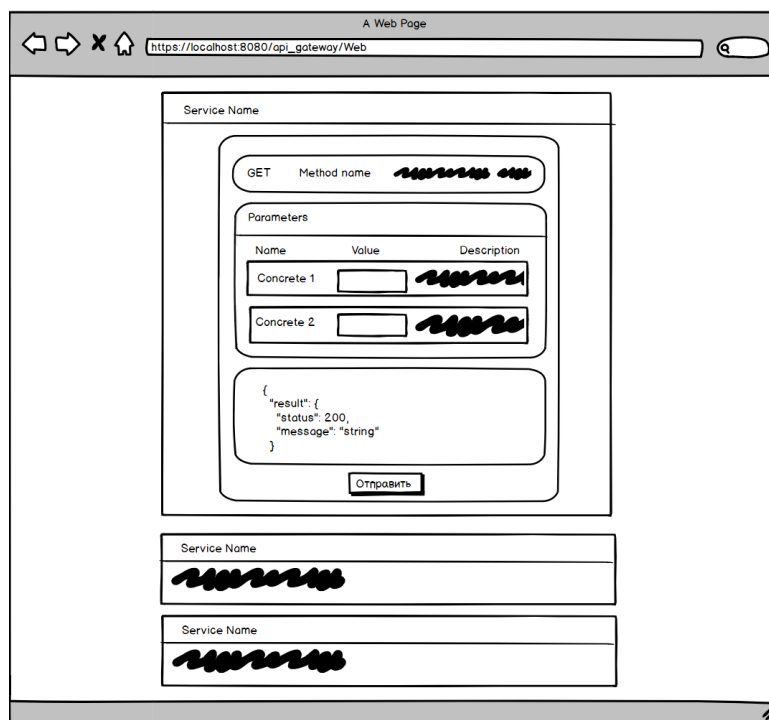 A Web Page
https://localhost:8080/api_gateway/Web
Service Name
GET Method name
Parameters
Name Value Description
Concrete 1
Concrete 2
{
"result": {
"status": 200,
"message": "string"
}
Отправить
Service Name
Service Name